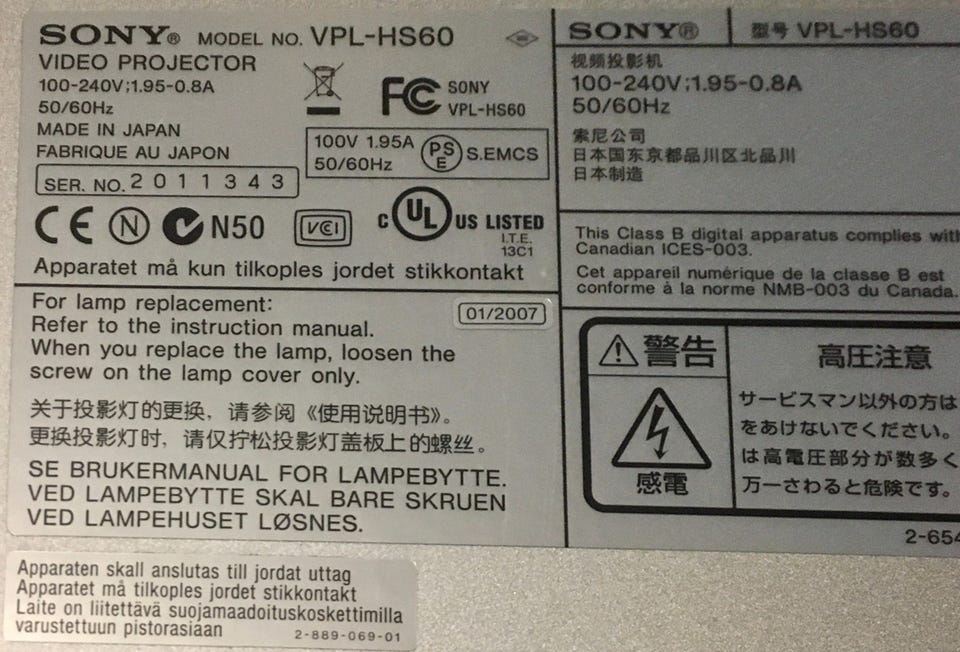 SONY® MODEL NO. VPL-HS60
VIDEO PROJECTOR
100-240V;1.95-0.8A
50/60Hz
MADE IN JAPAN
FABRIQUE AU JAPON
SER. NO. 2 0 1 1 3 4 3
FC SONY
VPL-HS60
100V 1.95A
50/60Hz
PS
E
S.EMCS
CE N N50 VCI C UL US LISTED
I.T.E.
13C1
Apparatet må kun tilkoples jordet stikkontakt
For lamp replacement:
01/2007
Refer to the instruction manual.
When you replace the lamp, loosen the
screw on the lamp cover only.
关于投影灯的更换，请参阅《使用说明书》。
更换投影灯时，请仅拧松投影灯盖板上的螺丝。
SE BRUKERMANUAL FOR LAMPEBYTTE.
VED LAMPEBYTTE SKAL BARE SKRUEN
VED LAMPEHUSET LØSNES.
SONY® 型号 VPL-HS60
视频投影机
100-240V;1.95-0.8A
50/60Hz
索尼公司
日本国东京都品川区北品川
日本制造
This Class B digital apparatus complies with
Canadian ICES-003.
Cet appareil numérique de la classe B est
conforme à la norme NMB-003 du Canada.
警告
感電
高圧注意
サービスマン以外の方は
をあけないでください。
は高電圧部分が数多く
万一さわると危険です。
2-654
Apparaten skall anslutas till jordat uttag
Apparatet må tilkoples jordet stikkontakt
Laite on liitettävä suojamaadoituskoskettimilla
varustettuun pistorasiaan
2-889-069-01